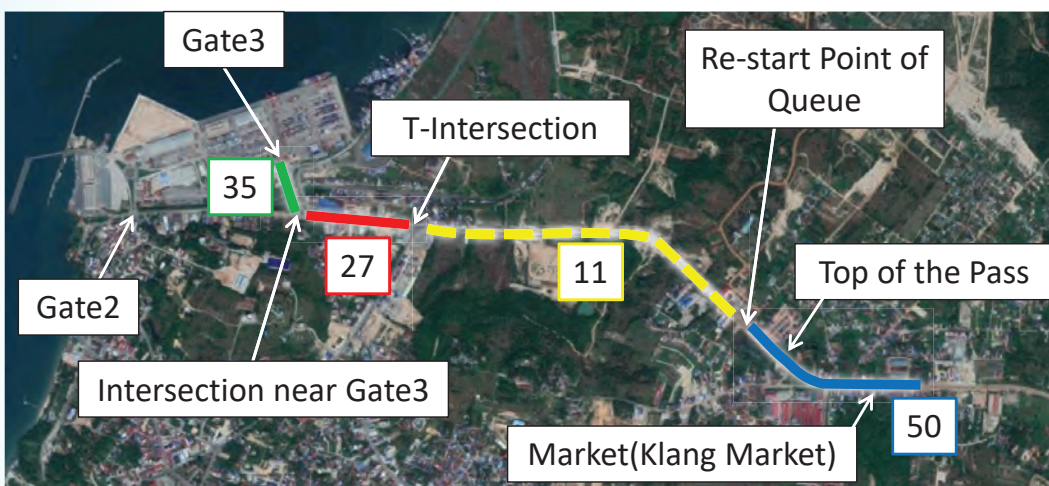 Gate3
Re-start Point of
Queue
T-Intersection
35
27
11
Top of the Pass
Gate2
Intersection near Gate3
50
Market(Klang Market)